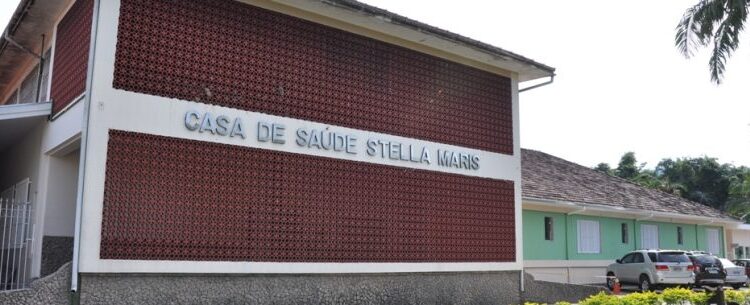 CASA DE SAÚDE STELLA MARIS